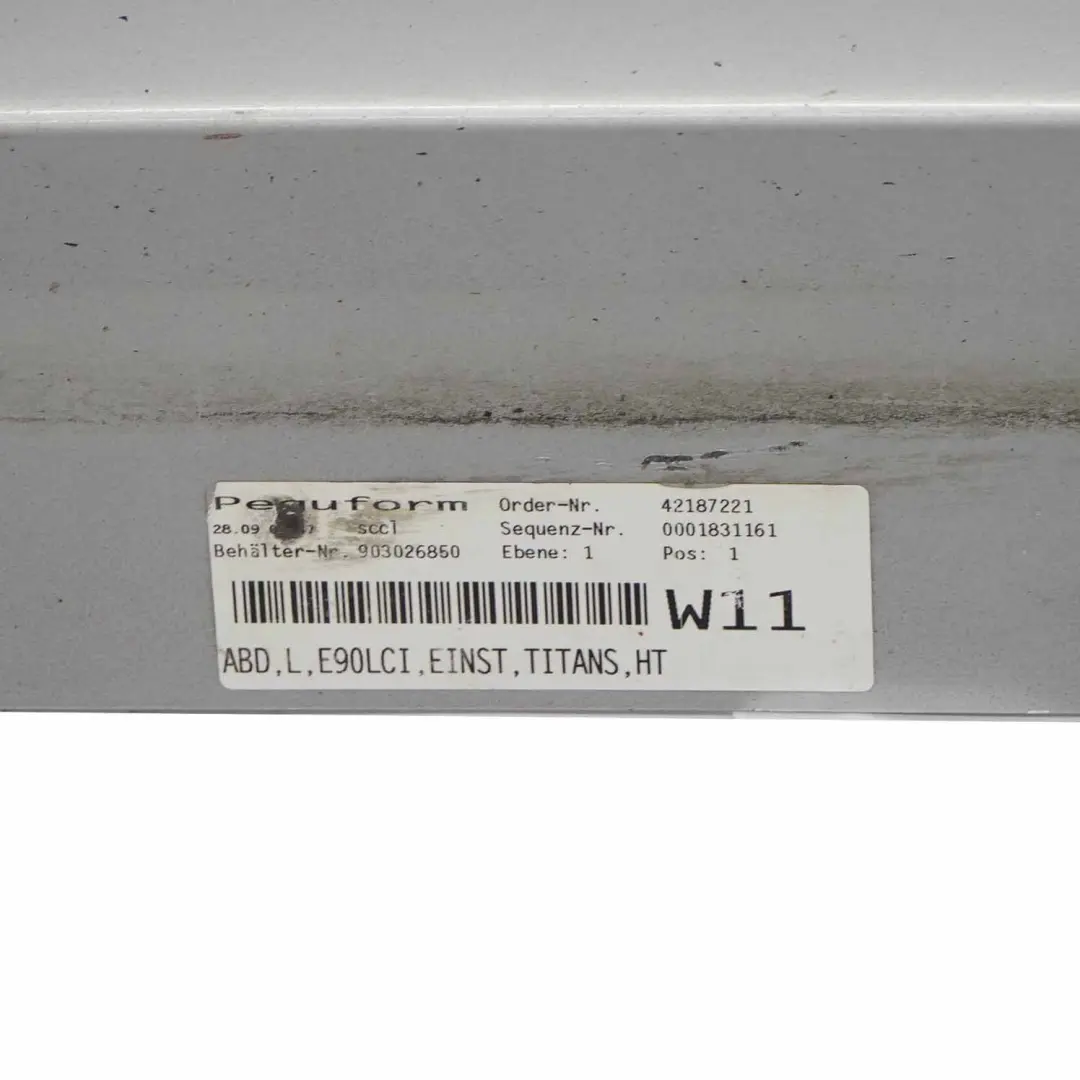 Peguform Order-Nr. 42187221
28.09 sccl Sequenz-Nr. 0001831161
Behälter-Nr. 903026850 Ebene: 1 Pos: 1
W11
ABD,L,E90LCI,EINST,TITANS,HT